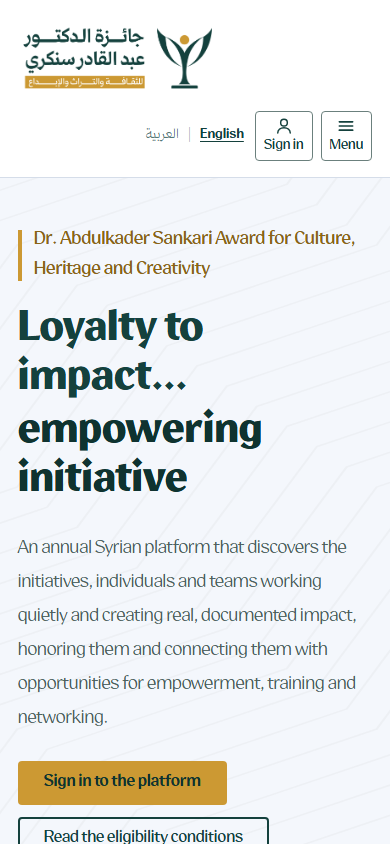 جائزة الدكتور
عبد القادر سنكري
للثقافة والتراث والإبداع
العربية
English
Sign in
Menu
Dr. Abdulkader Sankari Award for Culture,
Heritage and Creativity
Loyalty to
impact...
empowering
initiative
An annual Syrian platform that discovers the
initiatives, individuals and teams working
quietly and creating real, documented impact,
honoring them and connecting them with
opportunities for empowerment, training and
networking.
Sign in to the platform
Read the eligibility conditions